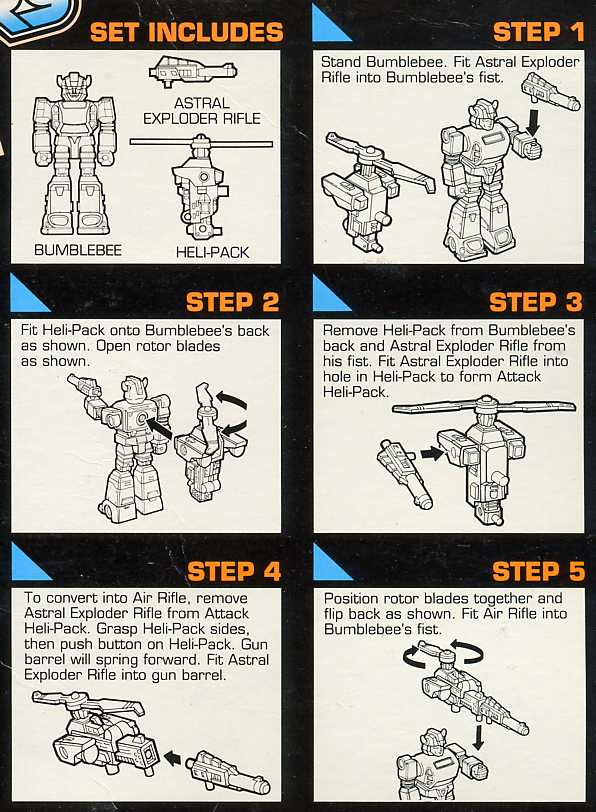 SET INCLUDES
ASTRAL
EXPLODER RIFLE
BUMBLEBEE
HELI-PACK
STEP 1
Stand Bumblebee. Fit Astral Exploder
Rifle into Bumblebee's fist.
STEP 2
Fit Heli-Pack onto Bumblebee's back
as shown. Open rotor blades
as shown.
STEP 3
Remove Heli-Pack from Bumblebee's
back and Astral Exploder Rifle from
his fist. Fit Astral Exploder Rifle into
hole in Heli-Pack to form Attack
Heli-Pack.
STEP 4
To convert into Air Rifle, remove
Astral Exploder Rifle from Attack
Heli-Pack. Grasp Heli-Pack sides,
then push button on Heli-Pack. Gun
barrel will spring forward. Fit Astral
Exploder Rifle into gun barrel.
STEP 5
Position rotor blades together and
flip back as shown. Fit Air Rifle into
Bumblebee's fist.